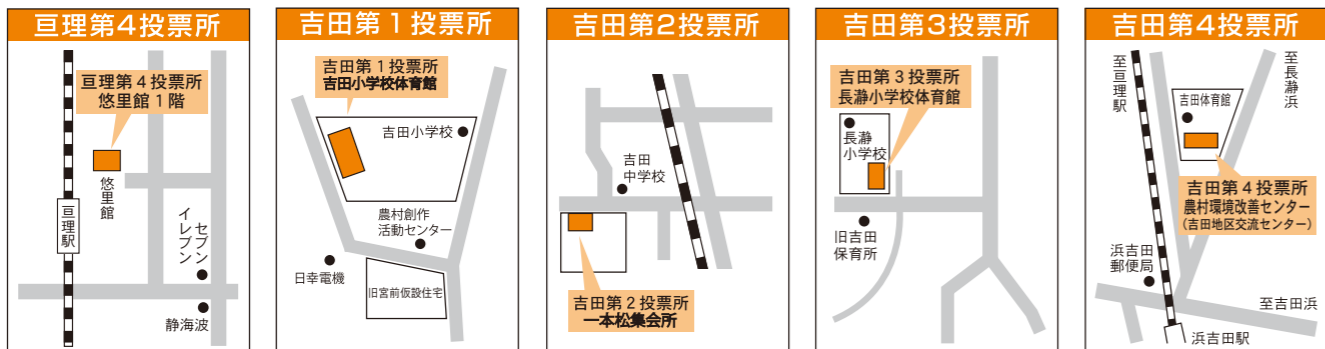 亘理第4投票所
亘理第4投票所
悠里館1階
悠里館
亘理駅
セブン
イレブン
静海波
吉田第1投票所
吉田第1投票所
吉田小学校体育館
吉田小学校
農村創作
活動センター
日幸電機
旧宮前仮設住宅
吉田第2投票所
吉田
中学校
吉田第2投票所
一本松集会所
吉田第3投票所
吉田第3投票所
長瀞小学校体育館
長瀞
小学校
旧吉田
保育所
吉田第4投票所
至亘理駅
至長瀞浜
吉田体育館
吉田第4投票所
農村環境改善センター
(吉田地区交流センター)
浜吉田
郵便局
至吉田浜
浜吉田駅